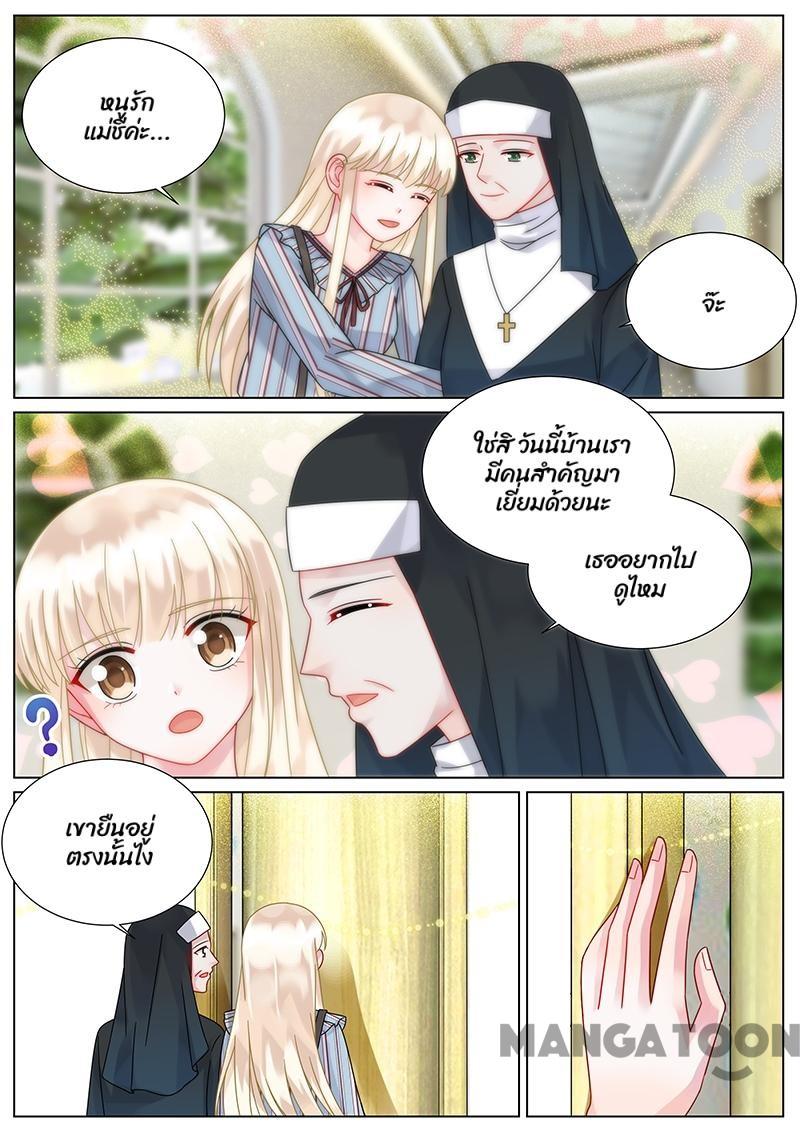 หนูรัก
แม่ชีค่ะ...
จ๊ะ
ใช่สิ วันนี้บ้านเรา
มีคนสำคัญมา
เยี่ยมด้วยนะ
เธออยากไป
ดูไหม
?
เขายืนอยู่
ตรงนั้นไง
MANGATOON